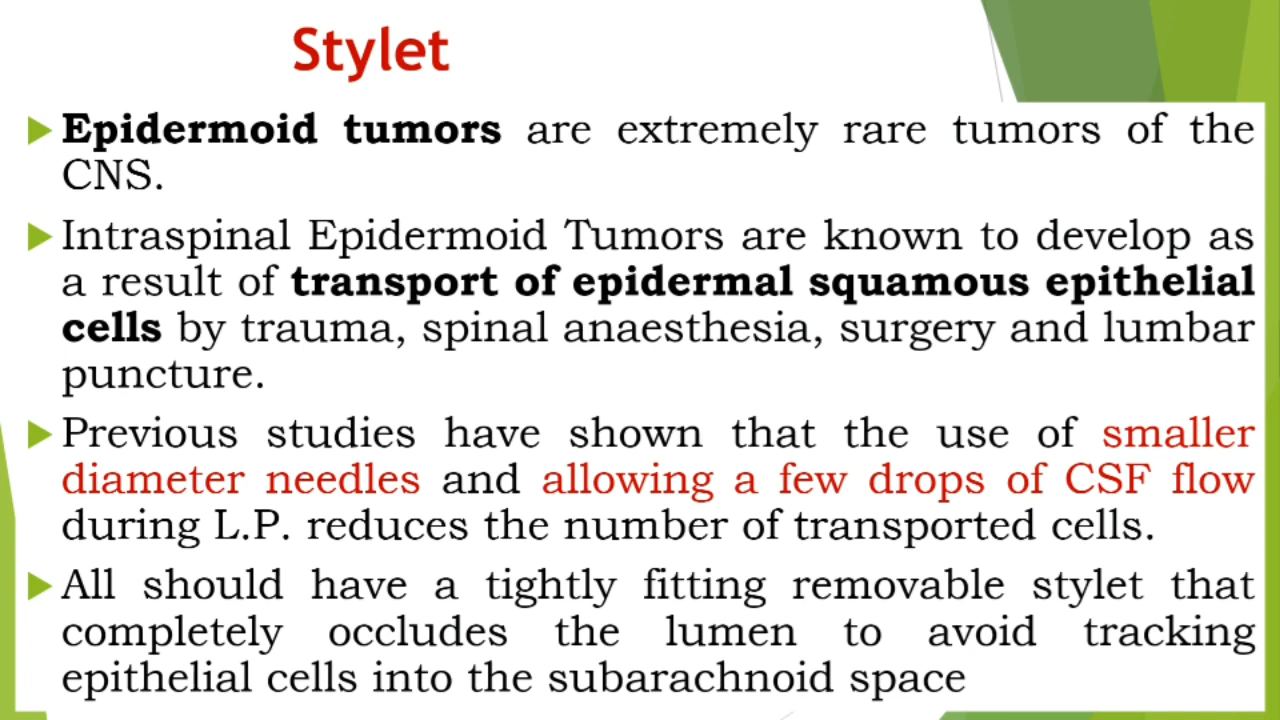 Stylet
Epidermoid tumors are extremely rare tumors of the
CNS.
Intraspinal Epidermoid Tumors are known to develop as
a result of transport of epidermal squamous epithelial
cells by trauma, spinal anaesthesia, surgery and lumbar
puncture.
Previous studies have shown that the use of smaller
diameter needles and allowing a few drops of CSF flow
during L.P. reduces the number of transported cells.
All should have a tightly fitting removable stylet that
completely occludes the lumen to avoid tracking
epithelial cells into the subarachnoid space